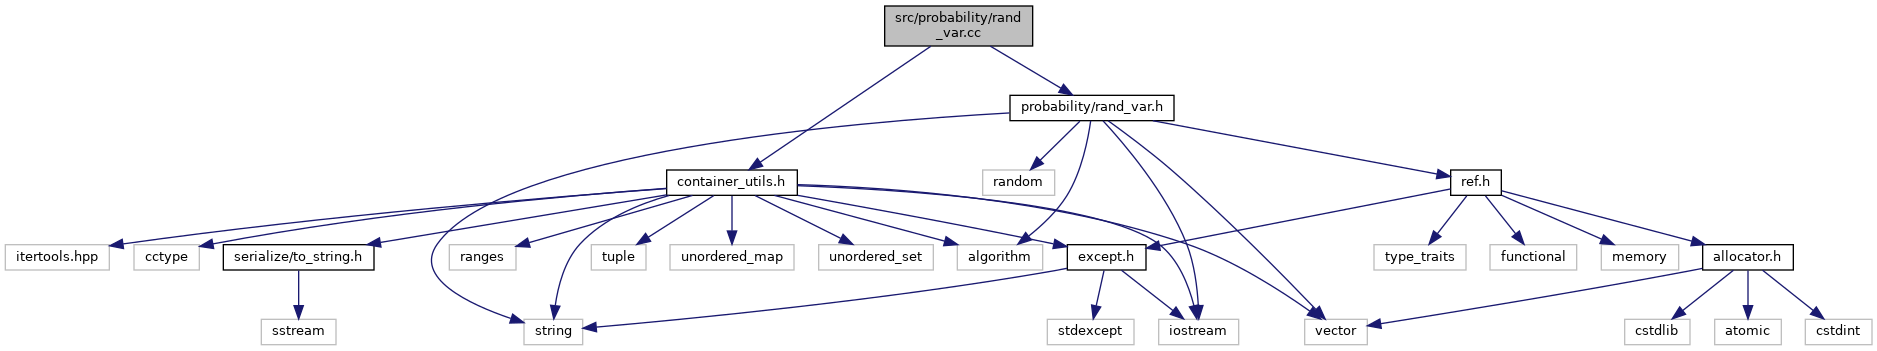 src/probability/rand
_var.cc
probability/rand_var.h
container_utils.h
random
ref.h
itertools.hpp
cctype
serialize/to_string.h
ranges
tuple
unordered_map
unordered_set
algorithm
except.h
type_traits
functional
memory
allocator.h
sstream
string
stdexcept
iostream
vector
cstdlib
atomic
cstdint